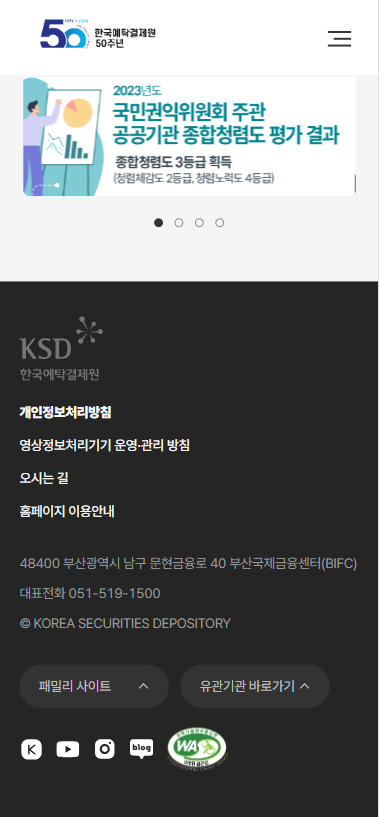 50
1974 - 2024
한국예탁결제원
50주년
2023년도
국민권익위원회 주관
공공기관 종합청렴도 평가 결과
종합청렴도 3등급 획득
(청렴체감도 2등급, 청렴노력도 4등급)
KSD
한국예탁결제원
개인정보처리방침
영상정보처리기기 운영·관리 방침
오시는 길
홈페이지 이용안내
48400 부산광역시 남구 문현금융로 40 부산국제금융센터(BIFC)
대표전화 051-519-1500
© KOREA SECURITIES DEPOSITORY
패밀리 사이트
유관기관 바로가기
K
blog
WA
WEB 접근성